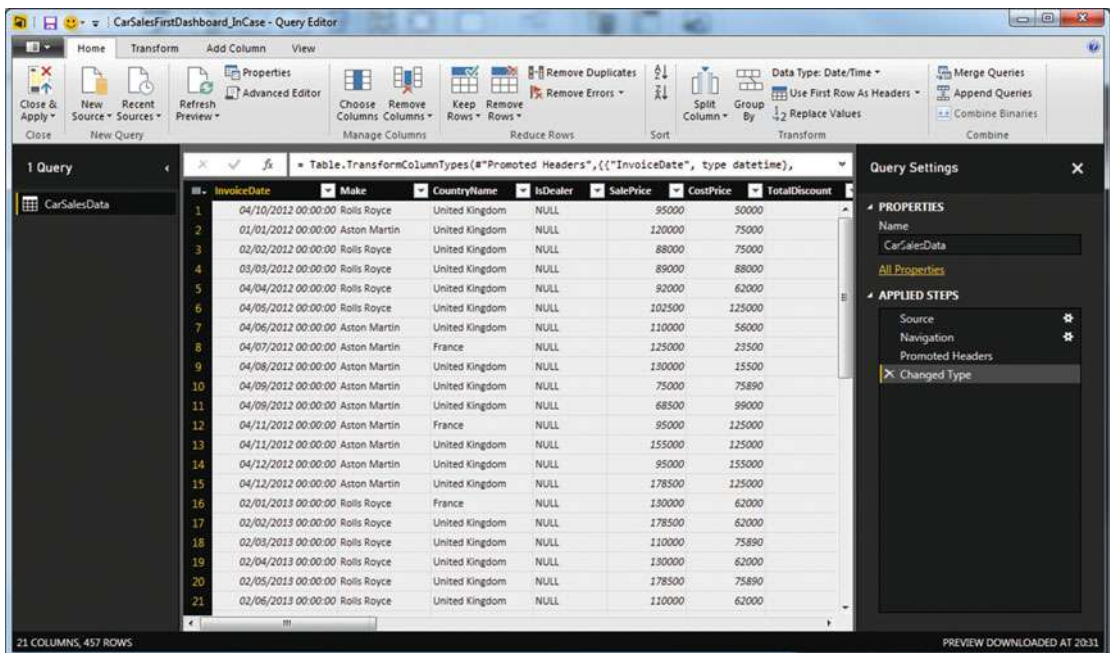 CarSalesFirstDashboard_InCase - Query Editor
Home Transform Add Column View
Close & Apply
New Source
Recent Sources
Refresh Preview
Properties
Advanced Editor
Choose Columns
Remove Columns
Keep Rows
Remove Rows
Remove Duplicates
Remove Errors
Split Column
Group By
Data Type: Date/Time
Use First Row As Headers
Replace Values
Merge Queries
Append Queries
Combine Binaries
Close New Query Manage Columns Reduce Rows Sort Transform Combine
1 Query
CarSalesData
fx = Table.TransformColumnTypes(#"Promoted Headers",{{"InvoiceDate", type datetime},
InvoiceDate Make CountryName IsDealer SalePrice CostPrice TotalDiscount
1 04/10/2012 00:00:00 Rolls Royce United Kingdom NULL 95000 50000
2 01/01/2012 00:00:00 Aston Martin United Kingdom NULL 120000 75000
3 02/02/2012 00:00:00 Rolls Royce United Kingdom NULL 88000 75000
4 03/03/2012 00:00:00 Rolls Royce United Kingdom NULL 89000 88000
5 04/04/2012 00:00:00 Rolls Royce United Kingdom NULL 92000 62000
6 04/05/2012 00:00:00 Rolls Royce United Kingdom NULL 102500 125000
7 04/06/2012 00:00:00 Aston Martin United Kingdom NULL 110000 56000
8 04/07/2012 00:00:00 Aston Martin France NULL 125000 23500
9 04/08/2012 00:00:00 Aston Martin United Kingdom NULL 130000 15500
10 04/09/2012 00:00:00 Aston Martin United Kingdom NULL 75000 75890
11 04/09/2012 00:00:00 Aston Martin United Kingdom NULL 68500 99000
12 04/11/2012 00:00:00 Aston Martin France NULL 95000 125000
13 04/11/2012 00:00:00 Aston Martin United Kingdom NULL 155000 125000
14 04/12/2012 00:00:00 Aston Martin United Kingdom NULL 95000 155000
15 04/12/2012 00:00:00 Aston Martin United Kingdom NULL 178500 125000
16 02/01/2013 00:00:00 Rolls Royce France NULL 130000 62000
17 02/02/2013 00:00:00 Rolls Royce United Kingdom NULL 178500 62000
18 02/03/2013 00:00:00 Rolls Royce United Kingdom NULL 110000 75890
19 02/04/2013 00:00:00 Rolls Royce United Kingdom NULL 130000 62000
20 02/05/2013 00:00:00 Rolls Royce United Kingdom NULL 178500 75890
21 02/06/2013 00:00:00 Rolls Royce United Kingdom NULL 110000 62000
Query Settings
PROPERTIES
Name
CarSalesData
All Properties
APPLIED STEPS
Source
Navigation
Promoted Headers
Changed Type
21 COLUMNS, 457 ROWS
PREVIEW DOWNLOADED AT 20:31